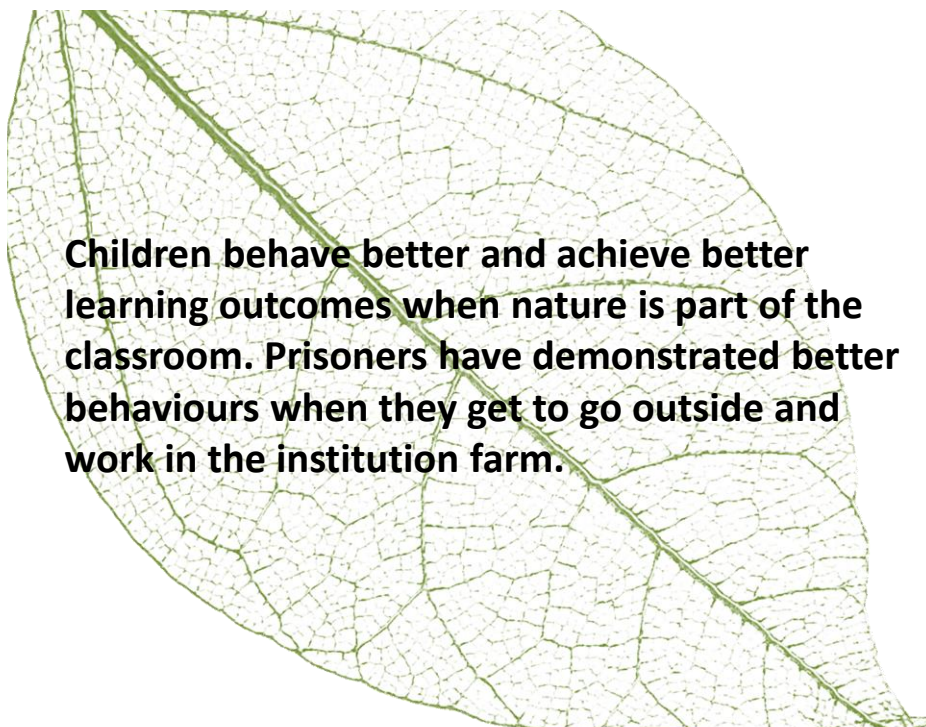 Children behave better and achieve better
learning outcomes when nature is part of the
classroom. Prisoners have demonstrated better
behaviours when they get to go outside and
work in the institution farm.